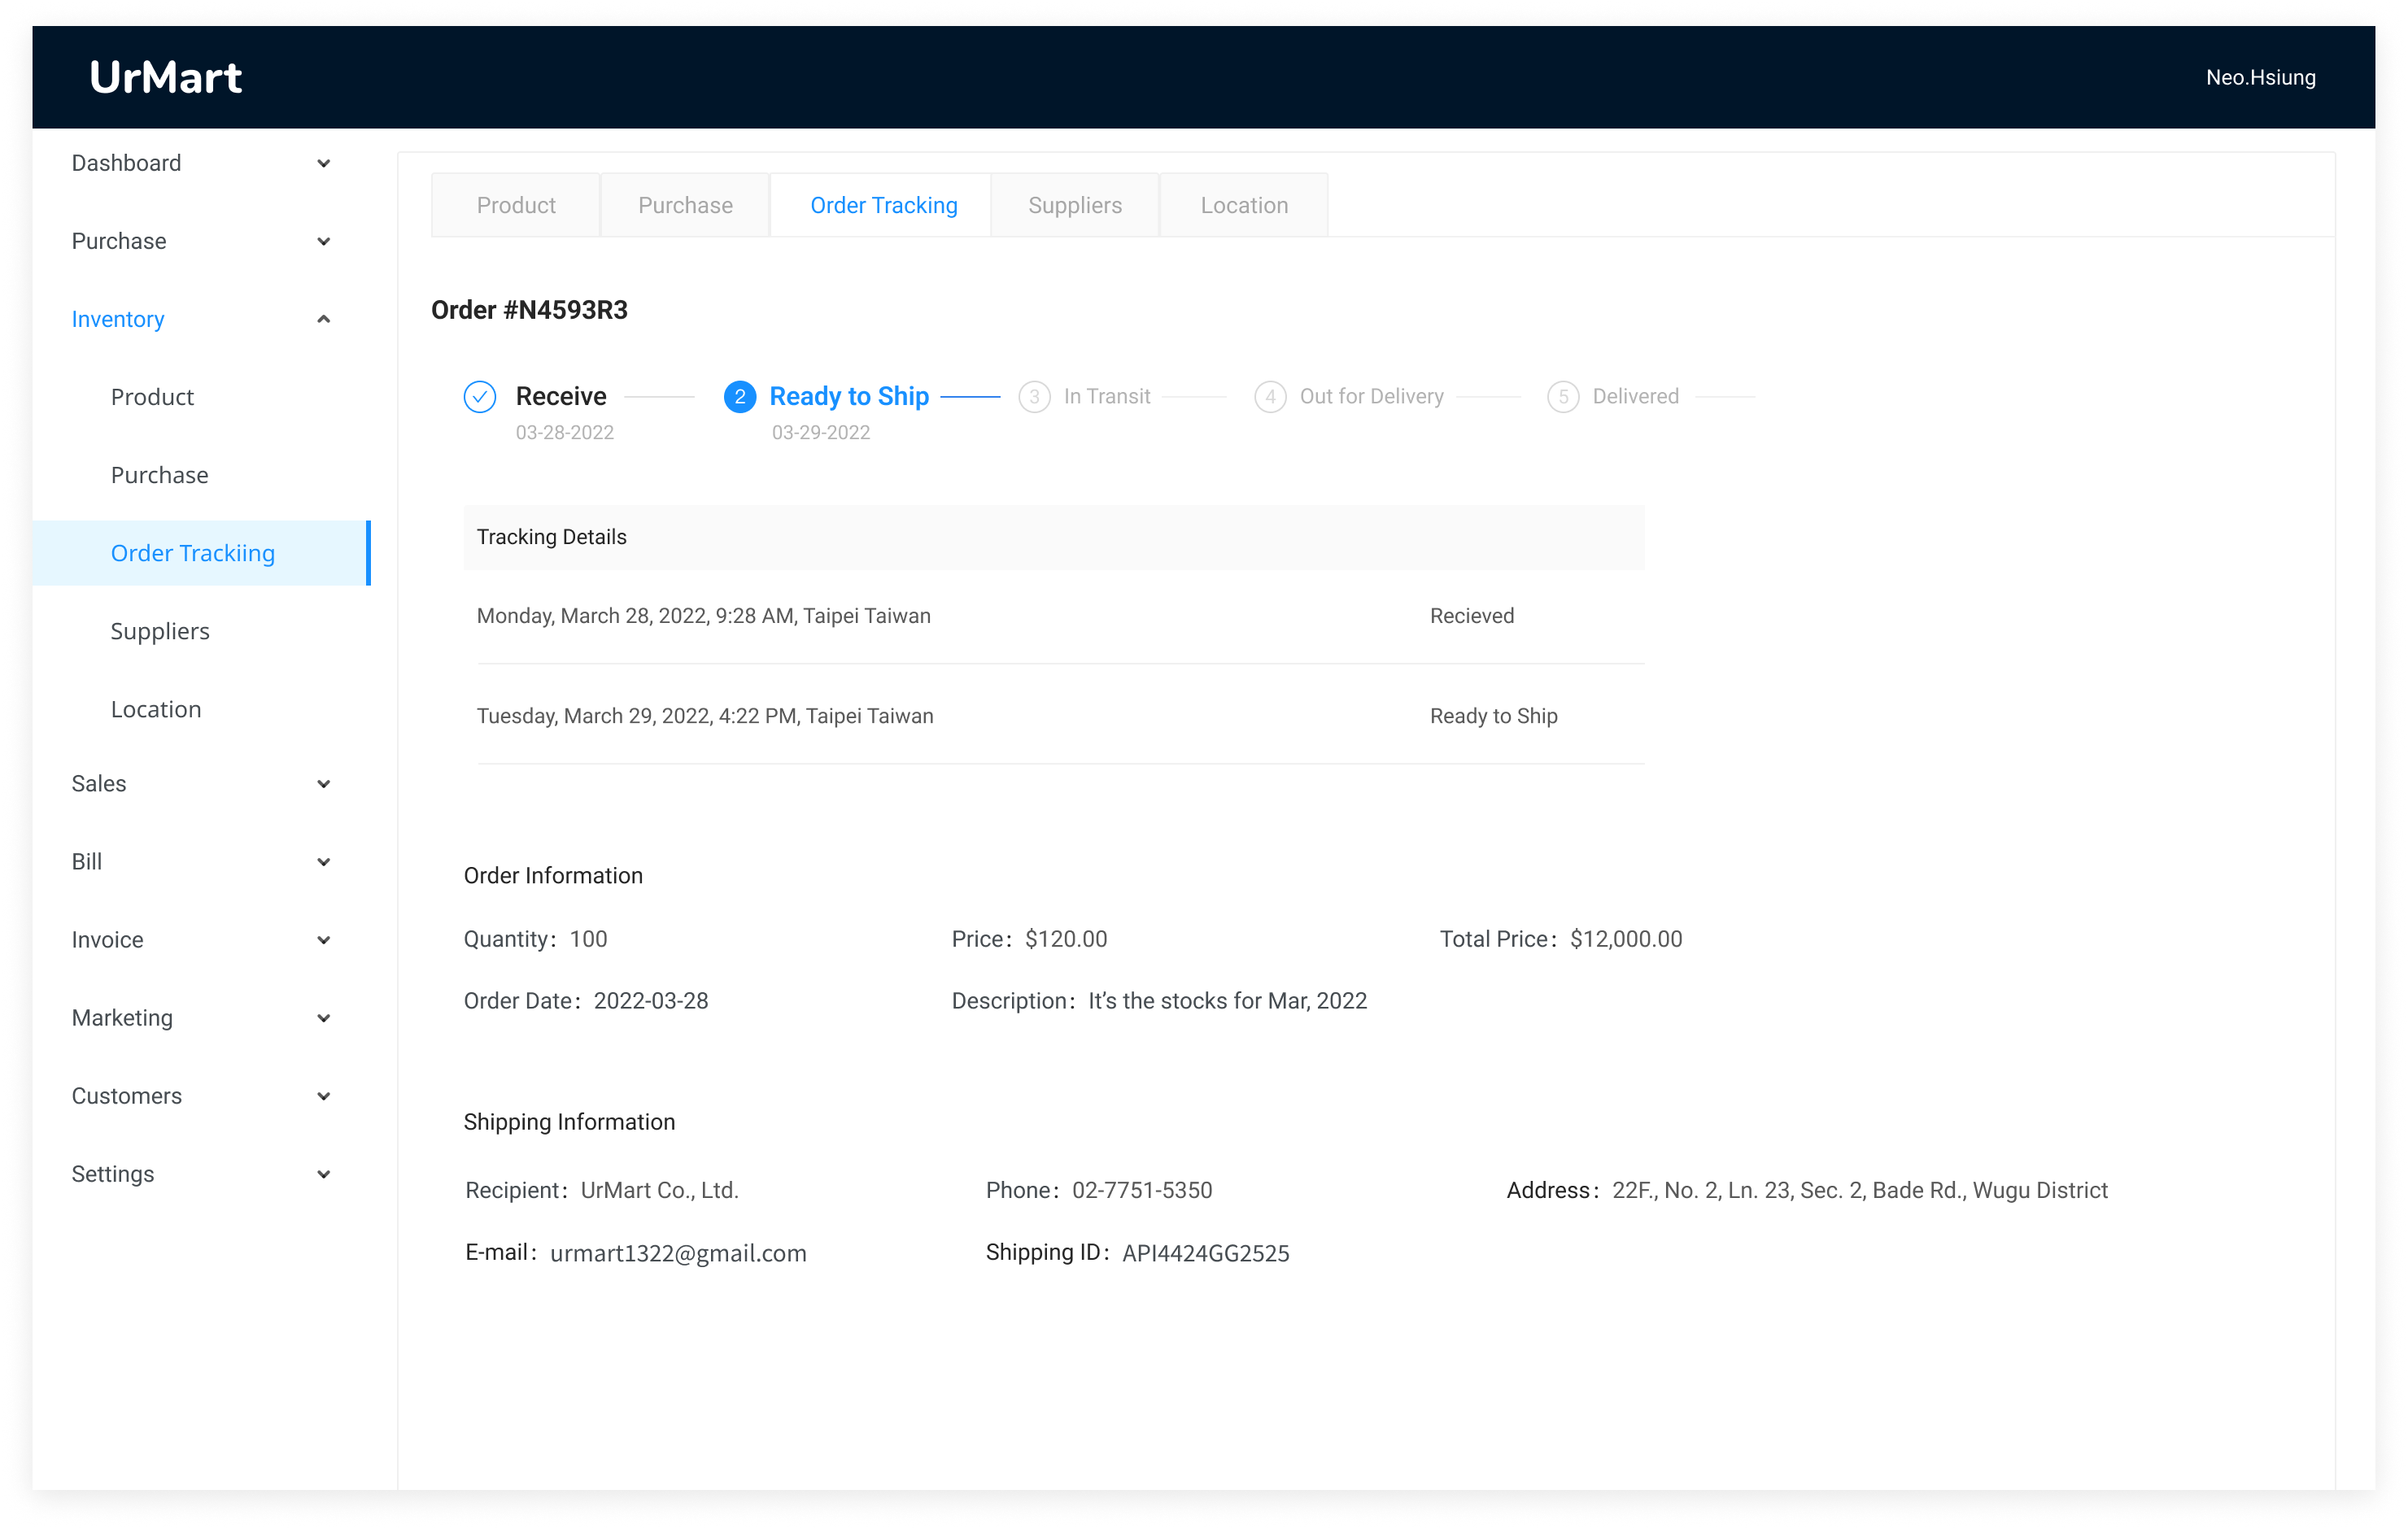 UrMart
Neo.Hsiung
Dashboard
Purchase
Inventory
Product
Purchase
Order Trackiing
Suppliers
Location
Sales
Bill
Invoice
Marketing
Customers
Settings
Product Purchase Order Tracking Suppliers Location
Order #N4593R3
Receive 2 Ready to Ship 3 In Transit 4 Out for Delivery 5 Delivered
03-28-2022 03-29-2022
Tracking Details
Monday, March 28, 2022, 9:28 AM, Taipei Taiwan Recieved
Tuesday, March 29, 2022, 4:22 PM, Taipei Taiwan Ready to Ship
Order Information
Quantity: 100 Price: $120.00 Total Price: $12,000.00
Order Date: 2022-03-28 Description: It’s the stocks for Mar, 2022
Shipping Information
Recipient: UrMart Co., Ltd. Phone: 02-7751-5350 Address: 22F., No. 2, Ln. 23, Sec. 2, Bade Rd., Wugu District
E-mail: urmart1322@gmail.com Shipping ID: API4424GG2525